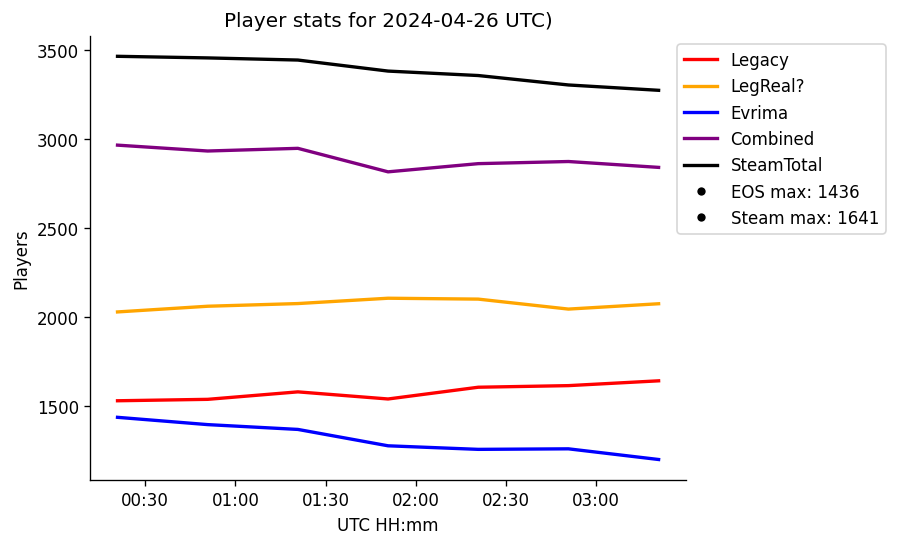 Player stats for 2024-04-26 UTC)
3500
3000
2500
2000
1500
Players
00:30 01:00 01:30 02:00 02:30 03:00
UTC HH:mm
Legacy
LegReal?
Evrima
Combined
SteamTotal
EOS max: 1436
Steam max: 1641